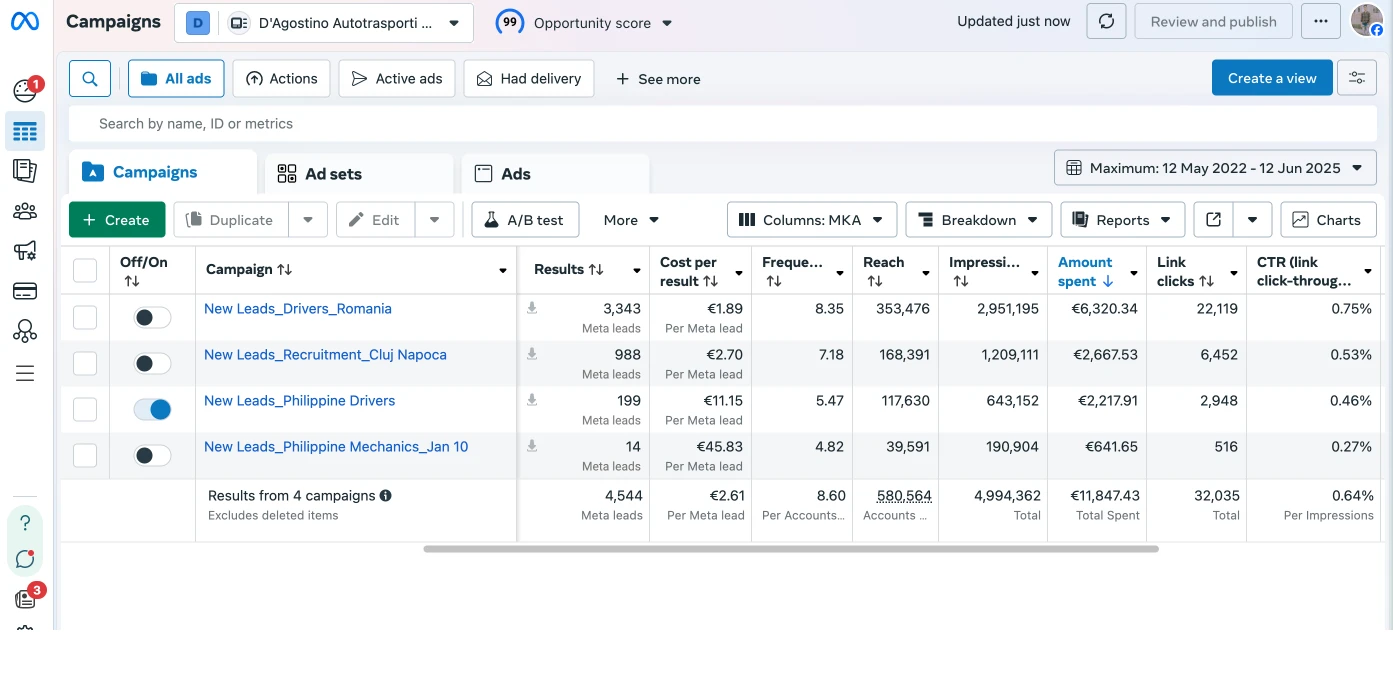 Campaigns
D
D'Agostino Autotrasporti ...
99
Opportunity score
Updated just now
Review and publish
1
All ads
Actions
Active ads
Had delivery
See more
Create a view
Search by name, ID or metrics
Campaigns
Ad sets
Ads
Maximum: 12 May 2022 - 12 Jun 2025
Create
Duplicate
Edit
A/B test
More
Columns: MKA
Breakdown
Reports
Charts
Off/On
Campaign
Results
Cost per result
Freque...
Reach
Impressi...
Amount spent
Link clicks
CTR (link click-throug...
New Leads_Drivers_Romania 3,343 €1.89 8.35 353,476 2,951,195 €6,320.34 22,119 0.75%
Meta leads Per Meta lead
New Leads_Recruitment_Cluj Napoca 988 €2.70 7.18 168,391 1,209,111 €2,667.53 6,452 0.53%
Meta leads Per Meta lead
New Leads_Philippine Drivers 199 €11.15 5.47 117,630 643,152 €2,217.91 2,948 0.46%
Meta leads Per Meta lead
New Leads_Philippine Mechanics_Jan 10 14 €45.83 4.82 39,591 190,904 €641.65 516 0.27%
Meta leads Per Meta lead
Results from 4 campaigns 4,544 €2.61 8.60 580,564 4,994,362 €11,847.43 32,035 0.64%
Excludes deleted items Meta leads Per Meta lead Per Accounts... Accounts ... Total Total Spent Total Per Impressions
?
3